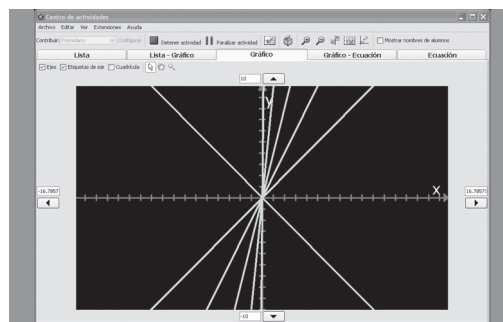 Centro de actividades
Archivo Editar Ver Extensiones Ayuda
Contribuir: Formulario Configurar Detener actividad Paralizar actividad Mostrar nombres de alumnos
Lista Lista - Gráfico Gráfico Gráfico - Ecuación Ecuación
Ejes Etiquetas de eje Cuadrícula
10
y
x
-16.7857 16.78571
-10